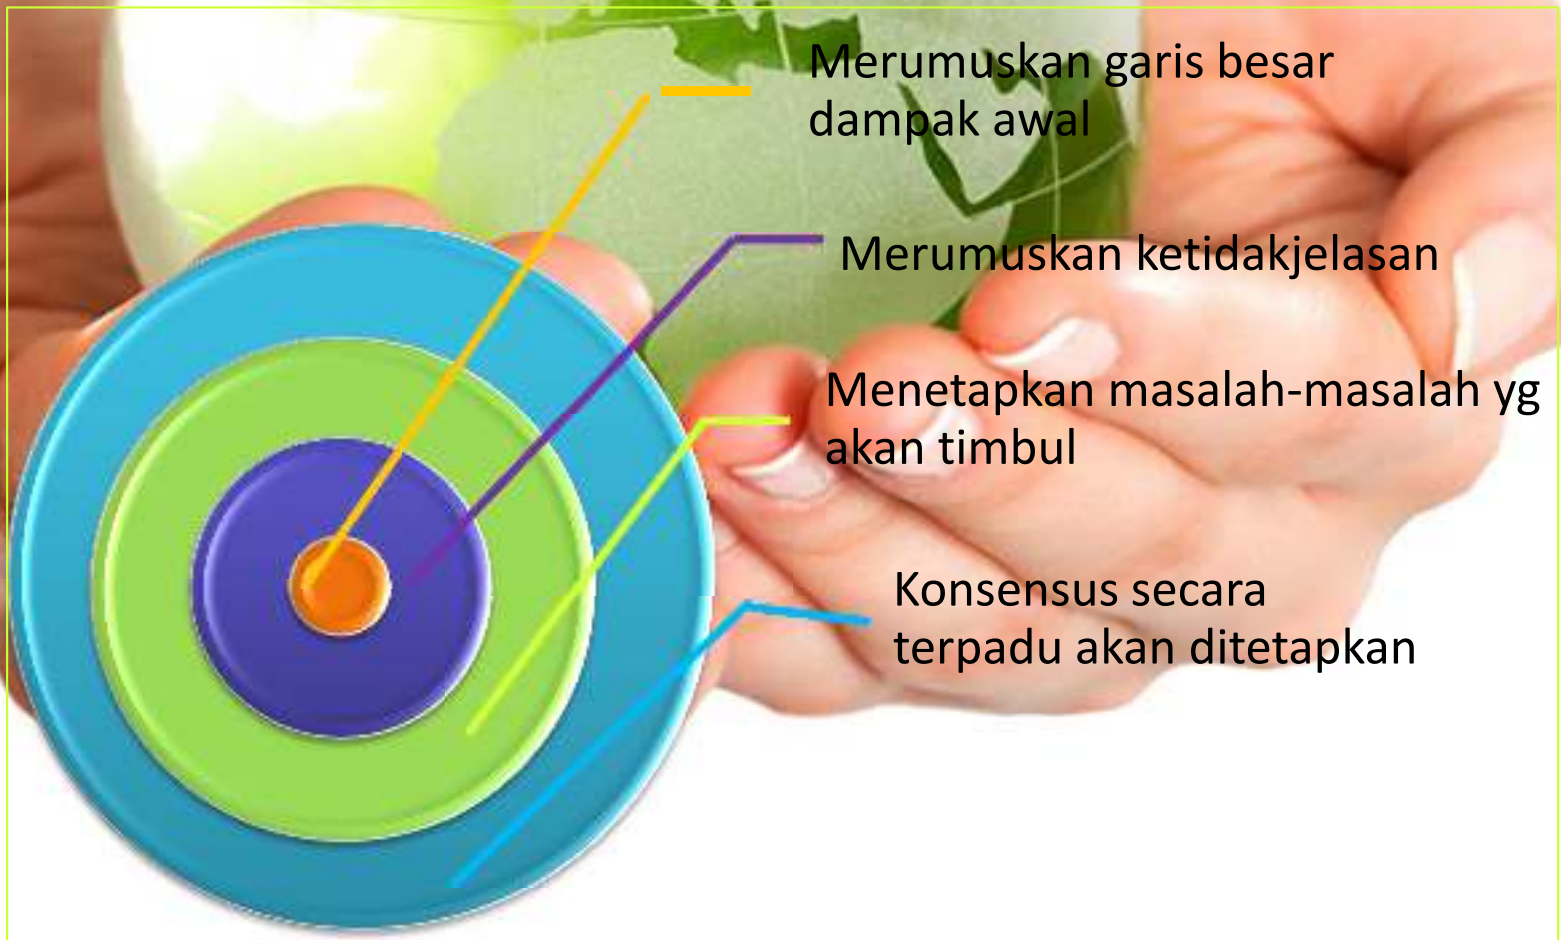 Merumuskan garis besar
dampak awal
Merumuskan ketidakjelasan
Menetapkan masalah-masalah yg
akan timbul
Konsensus secara
terpadu akan ditetapkan